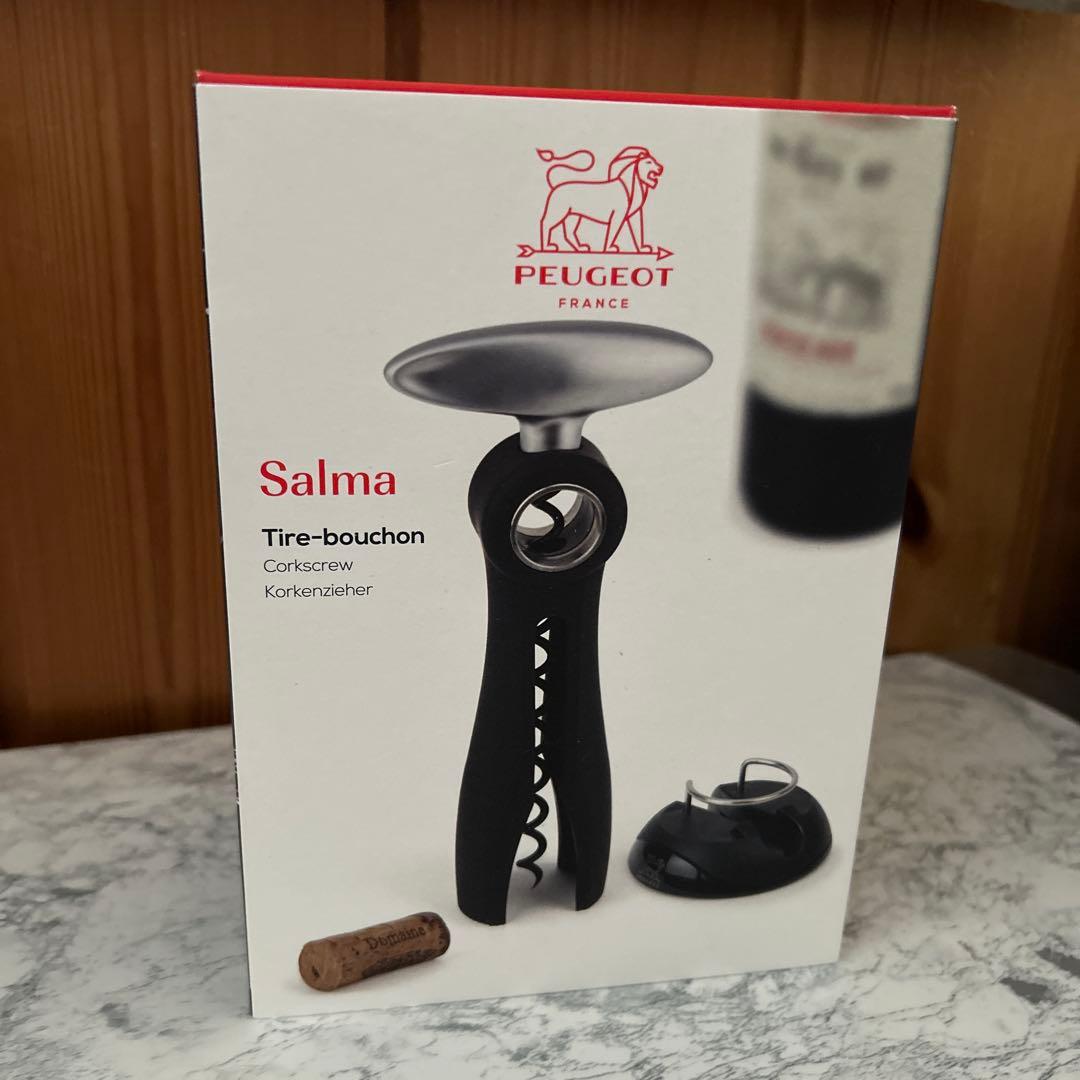 PEUGEOT
FRANCE
Salma
Tire-bouchon
Corkscrew
Korkenzieher
Domaine